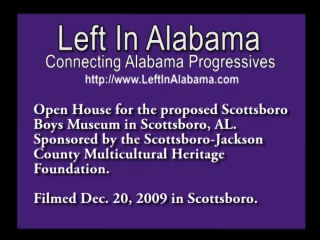 Left In Alabama
Connecting Alabama Progressives
http://www.LeftInAlabama.com
Open House for the proposed Scottsboro
Boys Museum in Scottsboro, AL.
Sponsored by the Scottsboro-Jackson
County Multicultural Heritage
Foundation.
Filmed Dec. 20, 2009 in Scottsboro.